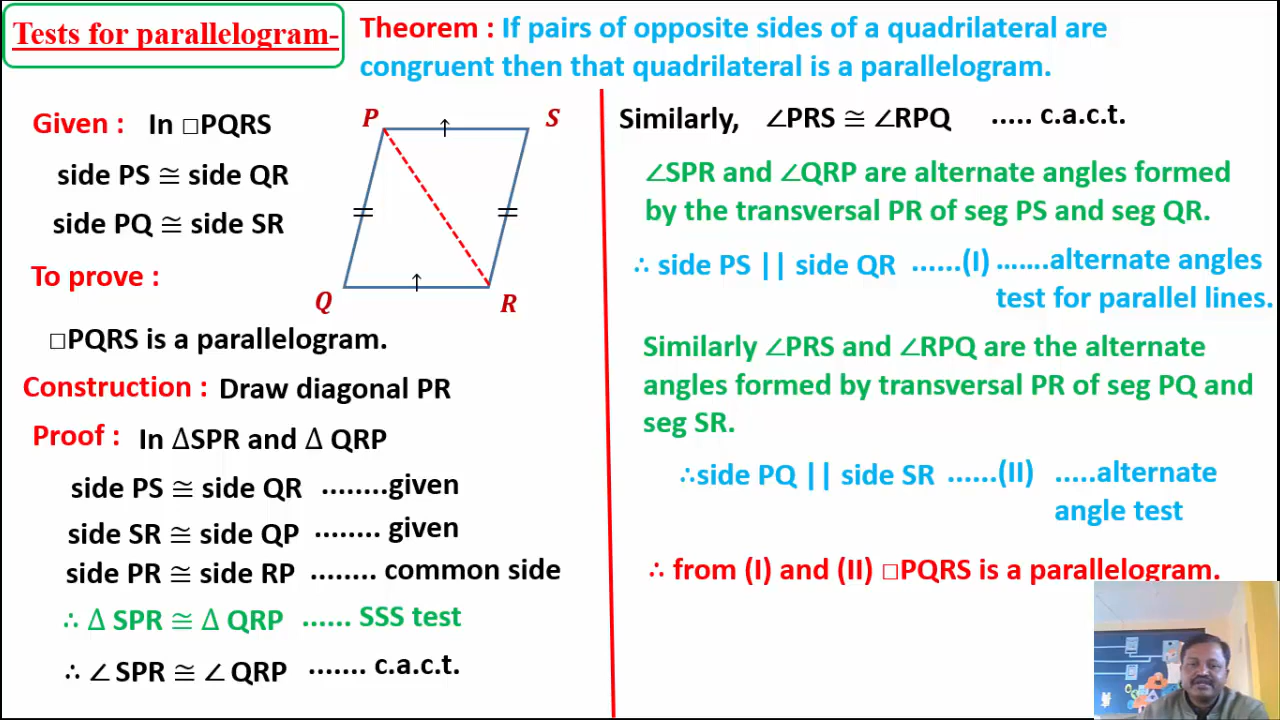 Tests for parallelogram-
Theorem : If pairs of opposite sides of a quadrilateral are
congruent then that quadrilateral is a parallelogram.
Given : In □PQRS
side PS ≅ side QR
side PQ ≅ side SR
To prove :
□PQRS is a parallelogram.
Construction : Draw diagonal PR
Proof : In ΔSPR and Δ QRP
side PS ≅ side QR ........given
side SR ≅ side QP ........ given
side PR ≅ side RP ........ common side
∴ Δ SPR ≅ Δ QRP ...... SSS test
∴ ∠ SPR ≅ ∠ QRP ....... c.a.c.t.
P
S
Q
R
Similarly, ∠PRS ≅ ∠RPQ ..... c.a.c.t.
∠SPR and ∠QRP are alternate angles formed
by the transversal PR of seg PS and seg QR.
∴ side PS || side QR ......(I) .......alternate angles
test for parallel lines.
Similarly ∠PRS and ∠RPQ are the alternate
angles formed by transversal PR of seg PQ and
seg SR.
∴side PQ || side SR ......(II) .....alternate
angle test
∴ from (I) and (II) □PQRS is a parallelogram.